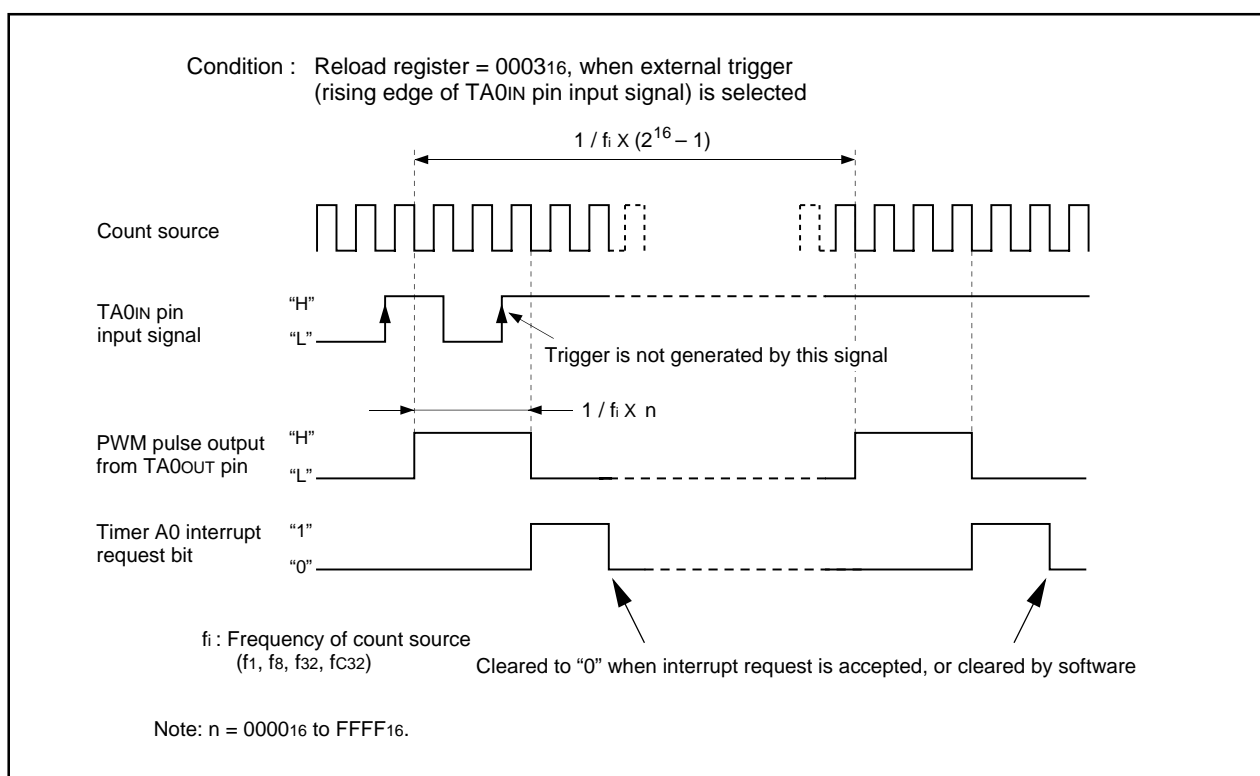 Condition : Reload register = 000316, when external trigger
(rising edge of TA0IN pin input signal) is selected
1 / fi X (2^16 – 1)
Count source
TA0IN pin
input signal
“H”
“L”
Trigger is not generated by this signal
1 / fi X n
PWM pulse output
from TA0OUT pin
“H”
“L”
Timer A0 interrupt
request bit
“1”
“0”
fi : Frequency of count source
(f1, f8, f32, fC32)
Cleared to “0” when interrupt request is accepted, or cleared by software
Note: n = 000016 to FFFF16.